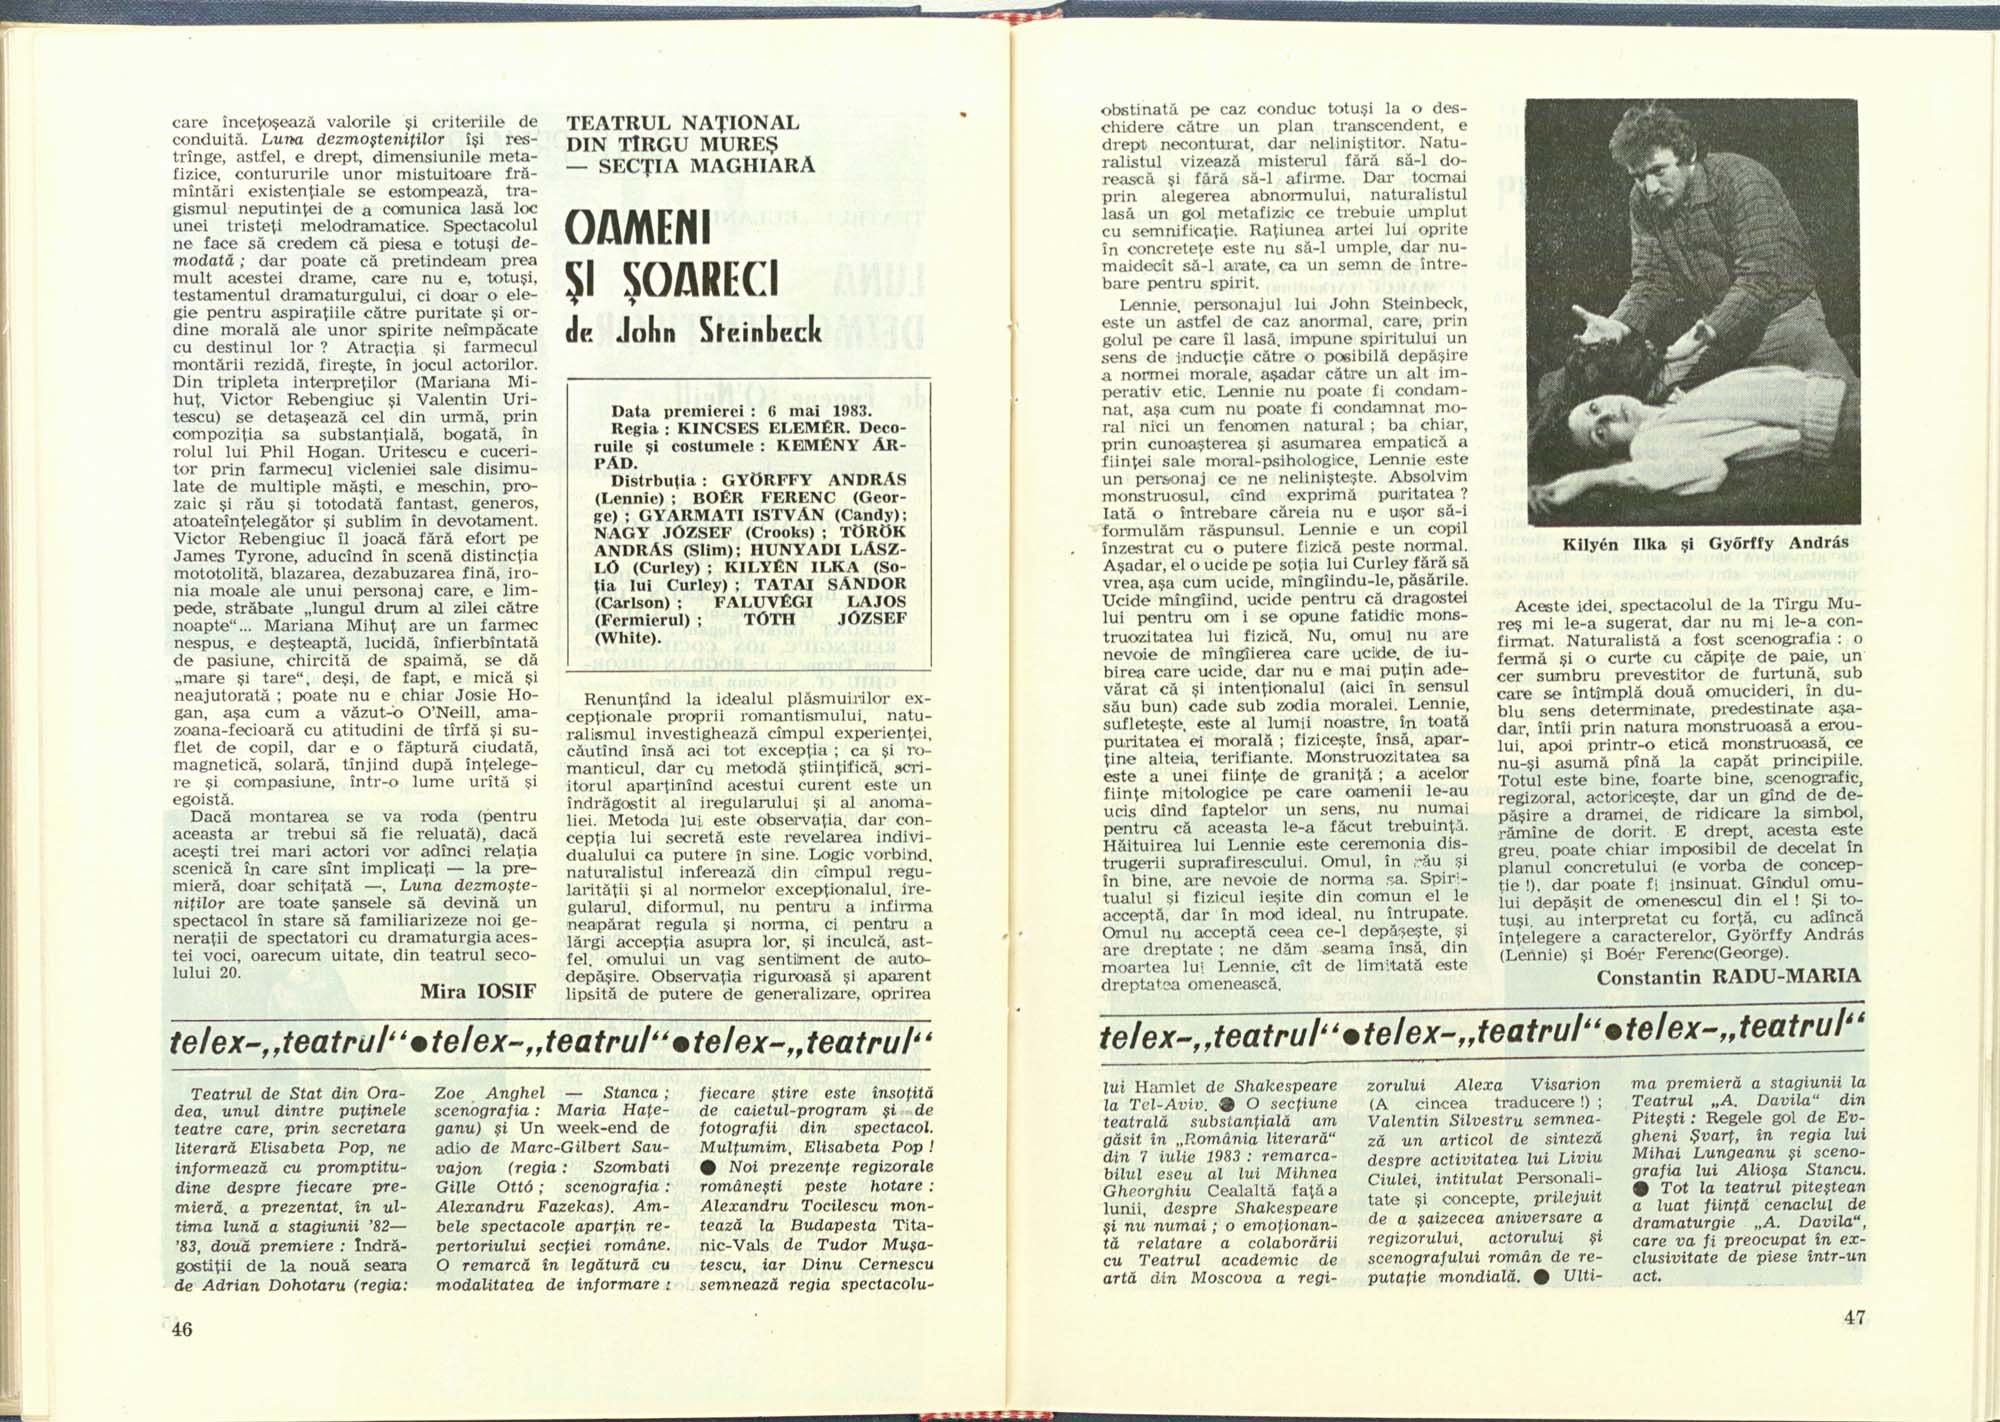 care încețoșează valorile și criteriile de
conduită. Luna dezmoșteniților își res-
trînge, astfel, e drept, dimensiunile meta-
fizice, contururile unor mistuitoare fră-
mîntări existențiale se estompează, tra-
gismul neputinței de a comunica lasă loc
unei tristeți melodramatice. Spectacolul
ne face să credem că piesa e totuși de-
modată ; dar poate că pretindeam prea
mult acestei drame, care nu e, totuși,
testamentul dramaturgului, ci doar o ele-
gie pentru aspirațiile către puritate și or-
dine morală ale unor spirite neîmpăcate
cu destinul lor ? Atracția și farmecul
montării rezidă, firește, în jocul actorilor.
Din tripleta interpreților (Mariana Mi-
huț, Victor Rebengiuc și Valentin Uri-
tescu) se detașează cel din urmă, prin
compoziția sa substanțială, bogată, în
rolul lui Phil Hogan. Uritescu e cuceri-
tor prin farmecul vicleniei sale disimu-
late de multiple măști, e meschin, pro-
zaic și rău și totodată fantast, generos,
atoateînțelegător și sublim în devotament.
Victor Rebengiuc îl joacă fără efort pe
James Tyrone, aducînd în scenă distincția
mototolită, blazarea, dezabuzarea fină, iro-
nia moale ale unui personaj care, e lim-
pede, străbate „lungul drum al zilei către
noapte“... Mariana Mihuț are un farmec
nespus, e deșteaptă, lucidă, înfierbîntată
de pasiune, chircită de spaimă, se dă
„mare și tare“, deși, de fapt, e mică și
neajutorată ; poate nu e chiar Josie Ho-
gan, așa cum a văzut-o O'Neill, ama-
zoana-fecioară cu atitudini de tîrfă și su-
flet de copil, dar e o făptură ciudată,
magnetică, solară, tînjind după înțelege-
re și compasiune, într-o lume urîtă și
egoistă.
Dacă montarea se va roda (pentru
aceasta ar trebui să fie reluată), dacă
acești trei mari actori vor adînci relația
scenică în care sînt implicați — la pre-
mieră, doar schițată —, Luna dezmoște-
niților are toate șansele să devină un
spectacol în stare să familiarizeze noi ge-
nerații de spectatori cu dramaturgia aces-
tei voci, oarecum uitate, din teatrul seco-
lului 20.
Mira IOSIF
TEATRUL NAȚIONAL
DIN TÎRGU MUREȘ
— SECȚIA MAGHIARĂ
OAMENI
ȘI ȘOARECI
de John Steinbeck
Data premierei : 6 mai 1983.
Regia : KINCSES ELEMÉR. Deco-
ruile și costumele : KEMÉNY ÁR-
PÁD.
Distrbuția : GYÖRFFY ANDRÁS
(Lennie) ; BOÉR FERENC (Geor-
ge) ; GYARMATI ISTVÁN (Candy);
NAGY JÓZSEF (Crooks) ; TÖRÖK
ANDRÁS (Slim); HUNYADI LÁSZ-
LÓ (Curley) ; KILYÉN ILKA (So-
ția lui Curley) ; TATAI SÁNDOR
(Carlson) ; FALUVÉGI LAJOS
(Fermierul) ; TÓTH JÓZSEF
(White).
Renunțînd la idealul plăsmuirilor ex-
cepționale proprii romantismului, natu-
ralismul investighează cîmpul experienței,
căutînd însă aci tot excepția ; ca și ro-
manticul, dar cu metodă științifică, scri-
itorul aparținînd acestui curent este un
îndrăgostit al iregularului și al anoma-
liei. Metoda lui este observația, dar con-
cepția lui secretă este revelarea indivi-
dualului ca putere în sine. Logic vorbind,
naturalistul inferează din cîmpul regu-
larității și al normelor excepționalul, ire-
gularul, diformul, nu pentru a infirma
neapărat regula și norma, ci pentru a
lărgi accepția asupra lor, și inculcă, ast-
fel, omului un vag sentiment de auto-
depășire. Observația riguroasă și aparent
lipsită de putere de generalizare, oprirea
telex-„teatrul“ ● telex-„teatrul“ ● telex-„teatrul“
Teatrul de Stat din Ora-
dea, unul dintre puținele
teatre care, prin secretara
literară Elisabeta Pop, ne
informează cu promptitu-
dine despre fiecare pre-
mieră, a prezentat, în ul-
tima lună a stagiunii '82—
'83, două premiere : Îndră-
gostiții de la nouă seara
de Adrian Dohotaru (regia:
Zoe Anghel — Stanca ;
scenografia : Maria Hațe-
ganu) și Un week-end de
adio de Marc-Gilbert Sau-
vajon (regia : Szombati
Gille Ottó ; scenografia :
Alexandru Fazekas). Am-
bele spectacole aparțin re-
pertoriului secției române.
O remarcă în legătură cu
modalitatea de informare :
fiecare știre este însoțită
de caietul-program și de
fotografii din spectacol.
Mulțumim, Elisabeta Pop !
● Noi prezențe regizorale
românești peste hotare :
Alexandru Tocilescu mon-
tează la Budapesta Tita-
nic-Vals de Tudor Mușa-
tescu, iar Dinu Cernescu
semnează regia spectacolu-
46
obstinată pe caz conduc totuși la o des-
chidere către un plan transcendent, e
drept neconturat, dar neliniștitor. Natu-
ralistul vizează misterul fără să-l do-
rească și fără să-l afirme. Dar tocmai
prin alegerea abnormului, naturalistul
lasă un gol metafizic ce trebuie umplut
cu semnificație. Rațiunea artei lui oprite
în concretețe este nu să-l umple, dar nu-
maidecît să-l arate, ca un semn de între-
bare pentru spirit.
Lennie, personajul lui John Steinbeck,
este un astfel de caz anormal, care, prin
golul pe care îl lasă, impune spiritului un
sens de inducție către o posibilă depășire
a normei morale, așadar către un alt im-
perativ etic. Lennie nu poate fi condam-
nat, așa cum nu poate fi condamnat mo-
ral nici un fenomen natural ; ba chiar,
prin cunoașterea și asumarea empatică a
ființei sale moral-psihologice, Lennie este
un personaj ce ne neliniștește. Absolvim
monstruosul, cînd exprimă puritatea ?
Iată o întrebare căreia nu e ușor să-i
formulăm răspunsul. Lennie e un copil
înzestrat cu o putere fizică peste normal.
Așadar, el o ucide pe soția lui Curley fără să
vrea, așa cum ucide, mîngîindu-le, păsările.
Ucide mîngîind, ucide pentru că dragostei
lui pentru om i se opune fatidic mons-
truozitatea lui fizică. Nu, omul nu are
nevoie de mîngîierea care ucide, de iu-
birea care ucide, dar nu e mai puțin ade-
vărat că și intenționalul (aici în sensul
său bun) cade sub zodia moralei. Lennie,
sufletește, este al lumii noastre, în toată
puritatea ei morală ; fizicește, însă, apar-
ține alteia, terifiante. Monstruozitatea sa
este a unei ființe de graniță ; a acelor
ființe mitologice pe care oamenii le-au
ucis dînd faptelor un sens, nu numai
pentru că aceasta le-a făcut trebuință.
Hăituirea lui Lennie este ceremonia dis-
trugerii suprafirescului. Omul, în rău și
în bine, are nevoie de norma sa. Spiri-
tualul și fizicul ieșite din comun el le
acceptă, dar în mod ideal, nu întrupate.
Omul nu acceptă ceea ce-l depășește, și
are dreptate ; ne dăm seama însă, din
moartea lui Lennie, cît de limitată este
dreptatea omenească.
Kilyén Ilka și Győrffy András
Aceste idei, spectacolul de la Tîrgu Mu-
reș mi le-a sugerat, dar nu mi le-a con-
firmat. Naturalistă a fost scenografia : o
fermă și o curte cu căpițe de paie, un
cer sumbru prevestitor de furtună, sub
care se întîmplă două omucideri, în du-
blu sens determinate, predestinate așa-
dar, întîi prin natura monstruoasă a erou-
lui, apoi printr-o etică monstruoasă, ce
nu-și asumă pînă la capăt principiile.
Totul este bine, foarte bine, scenografic,
regizoral, actoricește, dar un gînd de de-
pășire a dramei, de ridicare la simbol,
rămîne de dorit. E drept, acesta este
greu, poate chiar imposibil de decelat în
planul concretului (e vorba de concep-
ție !), dar poate fi insinuat. Gîndul omu-
lui depășit de omenescul din el ! Și to-
tuși, au interpretat cu forță, cu adîncă
înțelegere a caracterelor, Györffy András
(Lennie) și Boér Ferenc(George).
Constantin RADU-MARIA
telex-„teatrul“ ● telex-„teatrul“ ● telex-„teatrul“
lui Hamlet de Shakespeare
la Tel-Aviv. ● O secțiune
teatrală substanțială am
găsit în „România literară“
din 7 iulie 1983 : remarca-
bilul eseu al lui Mihnea
Gheorghiu Cealaltă față a
lunii, despre Shakespeare
și nu numai ; o emoționan-
tă relatare a colaborării
cu Teatrul academic de
artă din Moscova a regi-
zorului Alexa Visarion
(A cincea traducere !) ;
Valentin Silvestru semnea-
ză un articol de sinteză
despre activitatea lui Liviu
Ciulei, intitulat Personali-
tate și concepte, prilejuit
de a șaizecea aniversare a
regizorului, actorului și
scenografului român de re-
putație mondială. ● Ulti-
ma premieră a stagiunii la
Teatrul „A. Davila“ din
Pitești : Regele gol de Ev-
gheni Șvarț, în regia lui
Mihai Lungeanu și sceno-
grafia lui Alioșa Stancu.
● Tot la teatrul piteștean
a luat ființă cenaclul de
dramaturgie „A. Davila“,
care va fi preocupat în ex-
clusivitate de piese într-un
act.
47